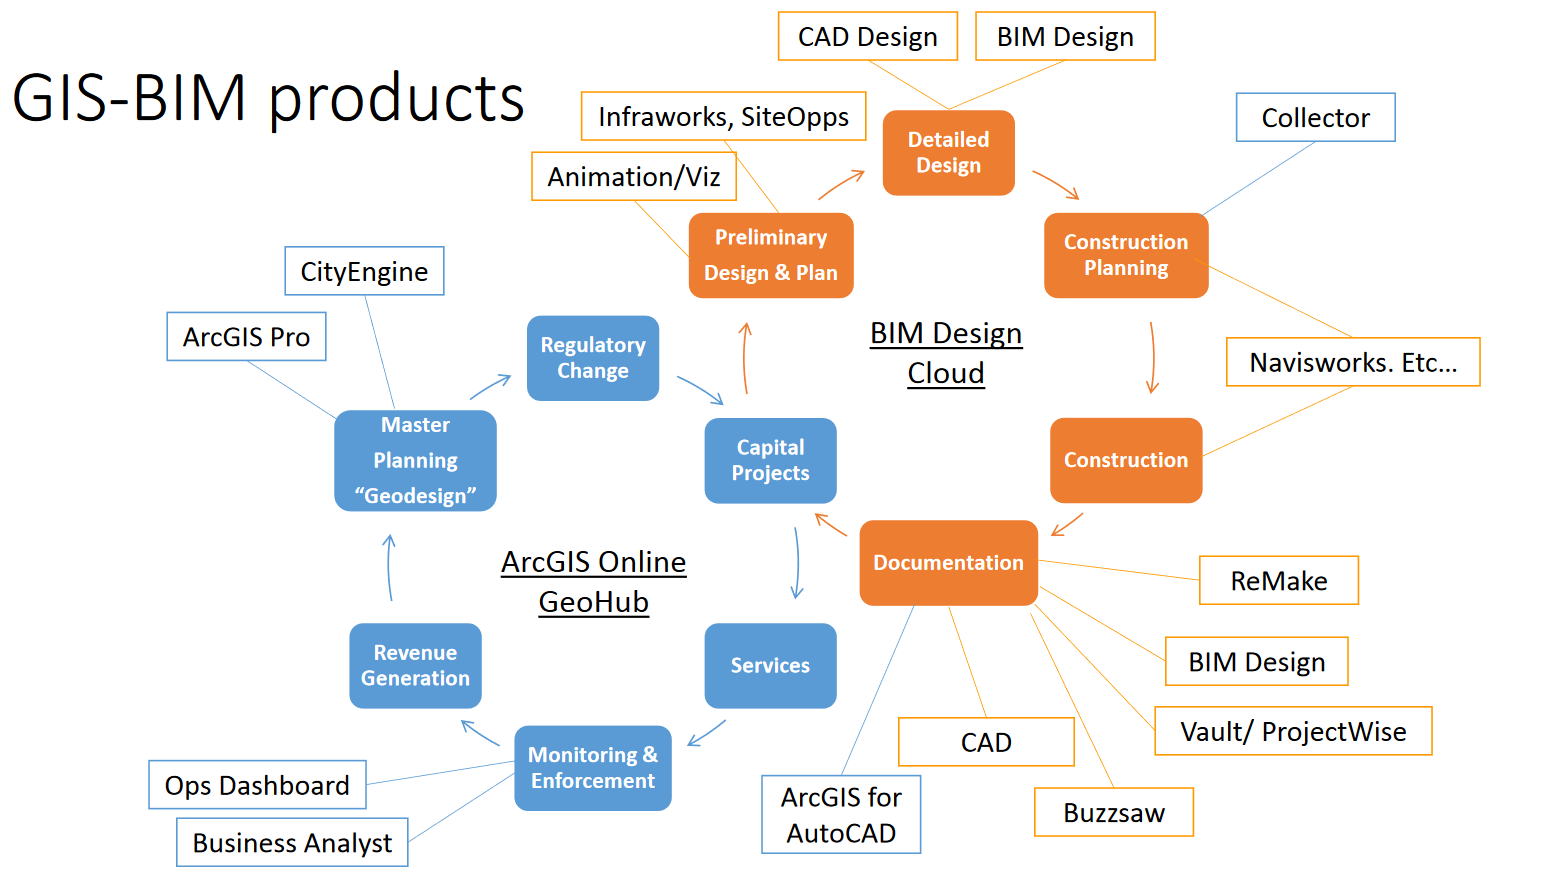 GIS-BIM products
CAD Design
BIM Design
Infraworks, SiteOpps
Animation/Viz
Detailed
Design
Collector
Preliminary
Design & Plan
Construction
Planning
CityEngine
ArcGIS Pro
Regulatory
Change
BIM Design
Cloud
Navisworks. Etc...
Master
Planning
“Geodesign”
Capital
Projects
Construction
ArcGIS Online
GeoHub
Documentation
ReMake
Revenue
Generation
Services
BIM Design
Vault/ ProjectWise
CAD
Monitoring &
Enforcement
Ops Dashboard
ArcGIS for
AutoCAD
Buzzsaw
Business Analyst